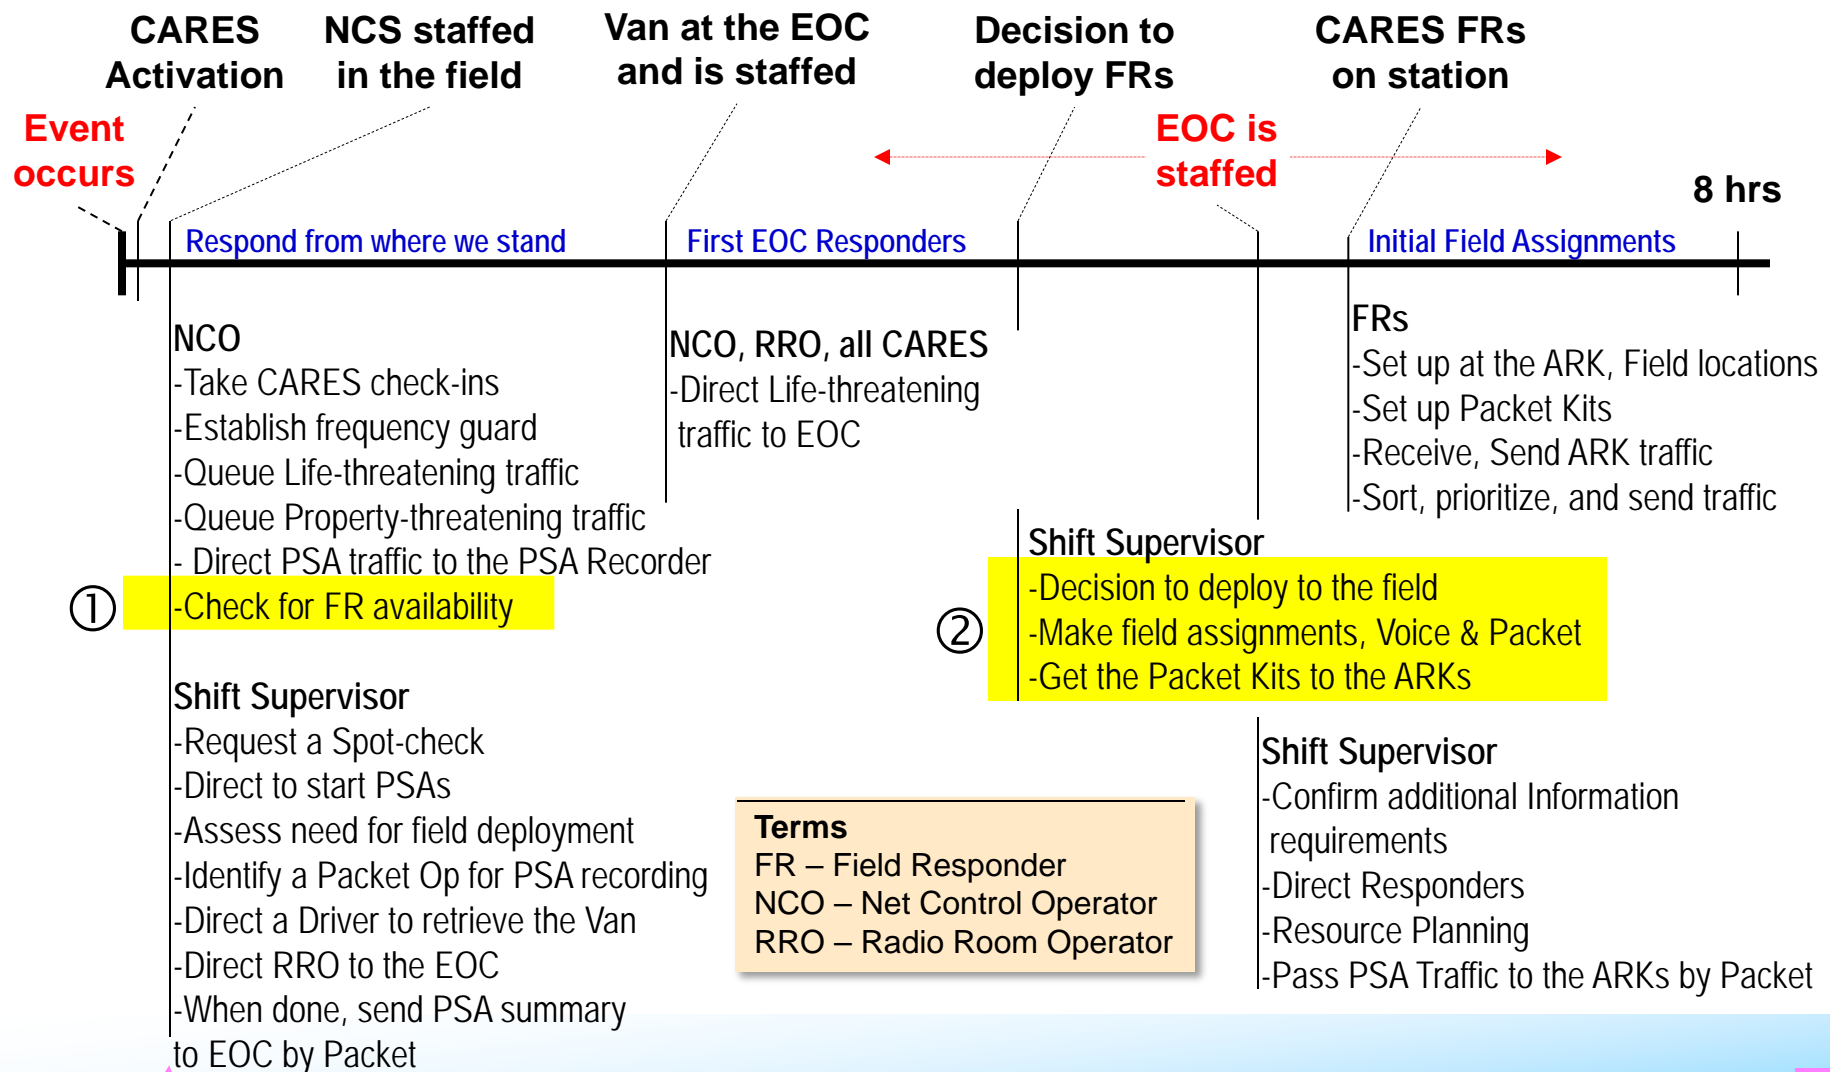 CARES
Activation
NCS staffed
in the field
Van at the EOC
and is staffed
Decision to
deploy FRs
CARES FRs
on station
Event
occurs
EOC is
staffed
8 hrs
Respond from where we stand
First EOC Responders
Initial Field Assignments
NCO
-Take CARES check-ins
-Establish frequency guard
-Queue Life-threatening traffic
-Queue Property-threatening traffic
- Direct PSA traffic to the PSA Recorder
①
-Check for FR availability
Shift Supervisor
-Request a Spot-check
-Direct to start PSAs
-Assess need for field deployment
-Identify a Packet Op for PSA recording
-Direct a Driver to retrieve the Van
-Direct RRO to the EOC
-When done, send PSA summary
to EOC by Packet
NCO, RRO, all CARES
-Direct Life-threatening
traffic to EOC
②
Shift Supervisor
-Decision to deploy to the field
-Make field assignments, Voice & Packet
-Get the Packet Kits to the ARKs
FRs
-Set up at the ARK, Field locations
-Set up Packet Kits
-Receive, Send ARK traffic
-Sort, prioritize, and send traffic
Shift Supervisor
-Confirm additional Information
requirements
-Direct Responders
-Resource Planning
-Pass PSA Traffic to the ARKs by Packet
Terms
FR – Field Responder
NCO – Net Control Operator
RRO – Radio Room Operator